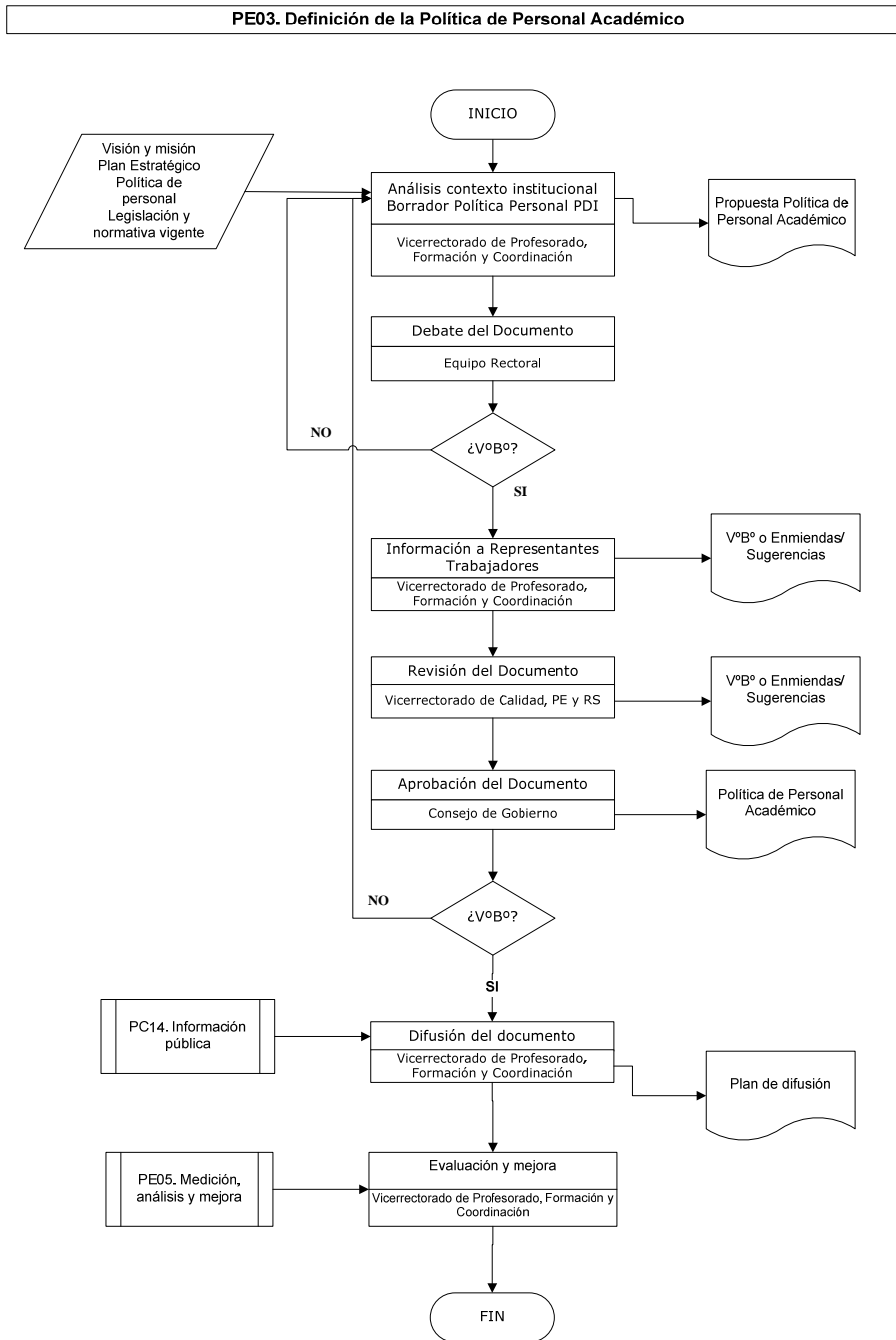 PE03. Definición de la Política de Personal Académico
INICIO
Visión y misión
Plan Estratégico
Política de
personal
Legislación y
normativa vigente
Análisis contexto institucional
Borrador Política Personal PDI
Vicerrectorado de Profesorado,
Formación y Coordinación
Propuesta Política de
Personal Académico
Debate del Documento
Equipo Rectoral
NO
¿VºBº?
SI
Información a Representantes
Trabajadores
Vicerrectorado de Profesorado,
Formación y Coordinación
VºBº o Enmiendas/
Sugerencias
Revisión del Documento
Vicerrectorado de Calidad, PE y RS
VºBº o Enmiendas/
Sugerencias
Aprobación del Documento
Consejo de Gobierno
Política de Personal
Académico
NO
¿VºBº?
SI
PC14. Información
pública
Difusión del documento
Vicerrectorado de Profesorado,
Formación y Coordinación
Plan de difusión
PE05. Medición,
análisis y mejora
Evaluación y mejora
Vicerrectorado de Profesorado, Formación y
Coordinación
FIN